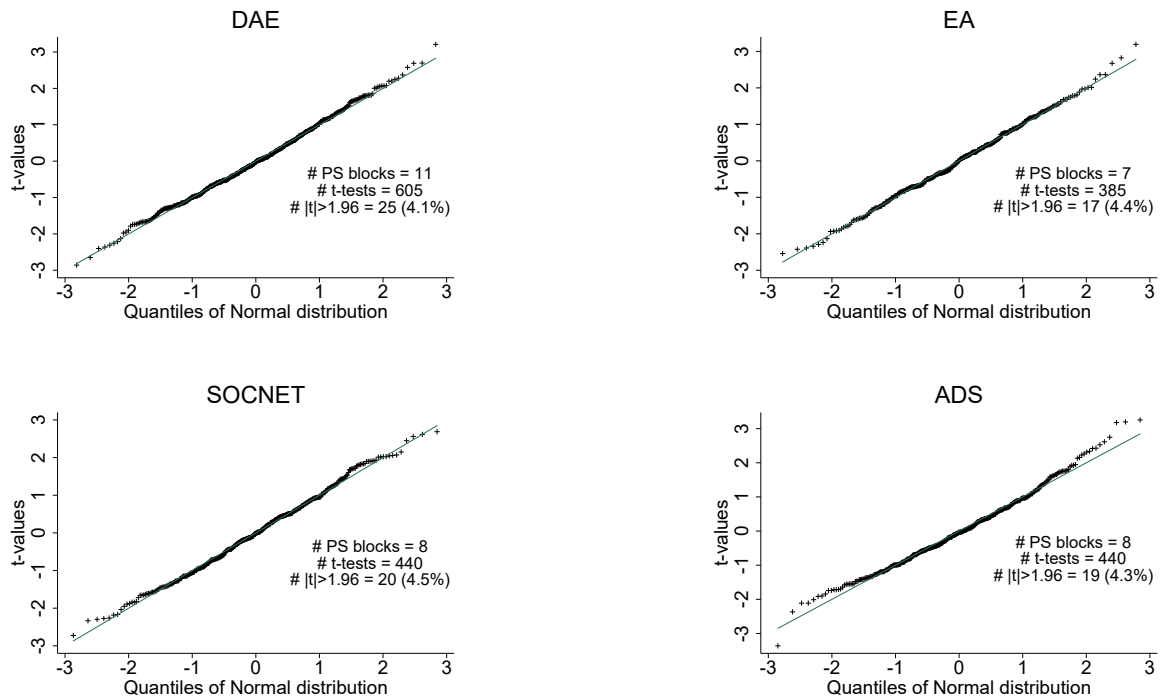 DAE
3
2
1
0
-1
-2
-3
t-values
# PS blocks = 11
# t-tests = 605
# |t|>1.96 = 25 (4.1%)
-3 -2 -1 0 1 2 3
Quantiles of Normal distribution
EA
3
2
1
0
-1
-2
-3
t-values
# PS blocks = 7
# t-tests = 385
# |t|>1.96 = 17 (4.4%)
-3 -2 -1 0 1 2 3
Quantiles of Normal distribution
SOCNET
3
2
1
0
-1
-2
-3
t-values
# PS blocks = 8
# t-tests = 440
# |t|>1.96 = 20 (4.5%)
-3 -2 -1 0 1 2 3
Quantiles of Normal distribution
ADS
3
2
1
0
-1
-2
-3
t-values
# PS blocks = 8
# t-tests = 440
# |t|>1.96 = 19 (4.3%)
-3 -2 -1 0 1 2 3
Quantiles of Normal distribution